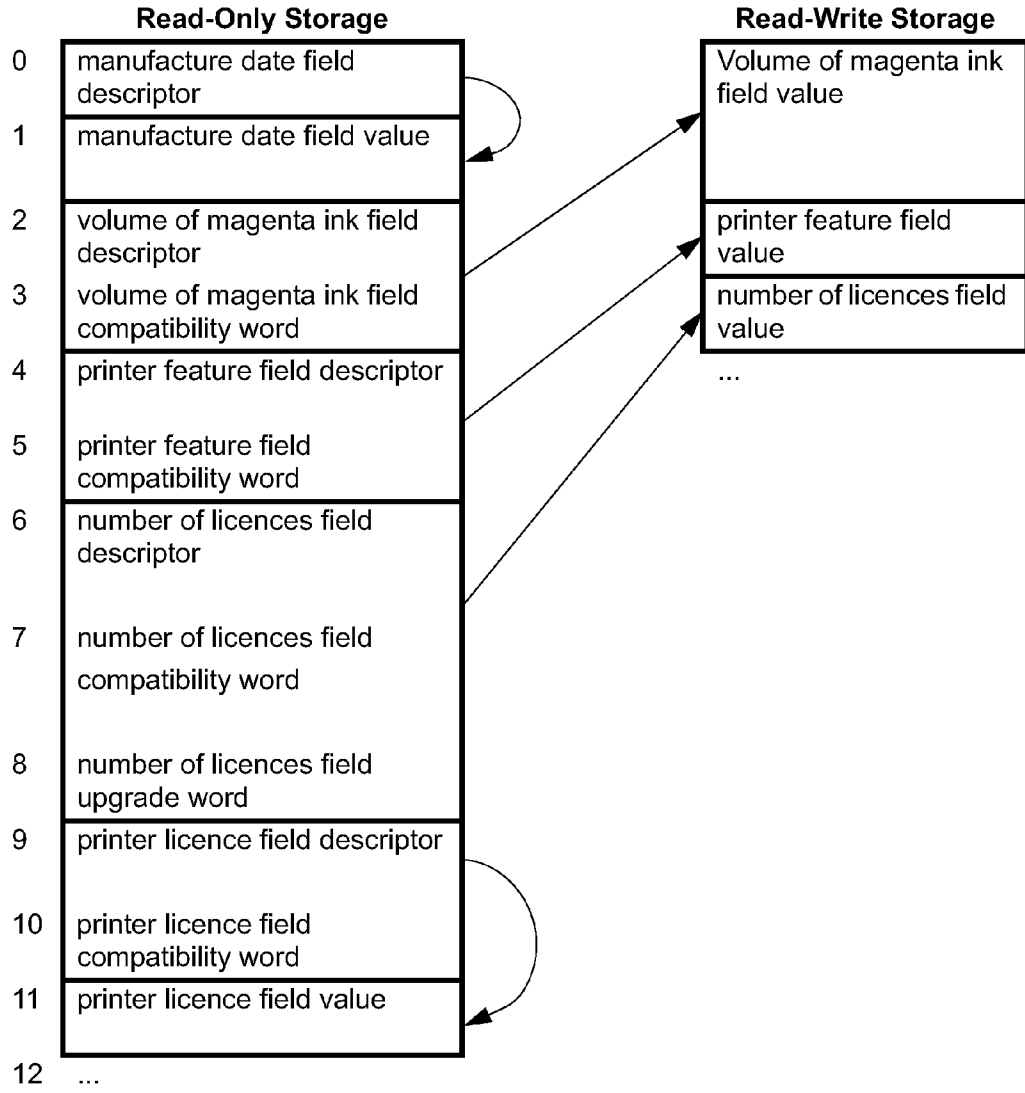 Read-Only Storage
0
manufacture date field
descriptor
1
manufacture date field value
2
volume of magenta ink field
descriptor
3
volume of magenta ink field
compatibility word
4
printer feature field descriptor
5
printer feature field
compatibility word
6
number of licences field
descriptor
7
number of licences field
compatibility word
8
number of licences field
upgrade word
9
printer licence field descriptor
10
printer licence field
compatibility word
11
printer licence field value
12
...
Read-Write Storage
Volume of magenta ink
field value
printer feature field
value
number of licences field
value
...